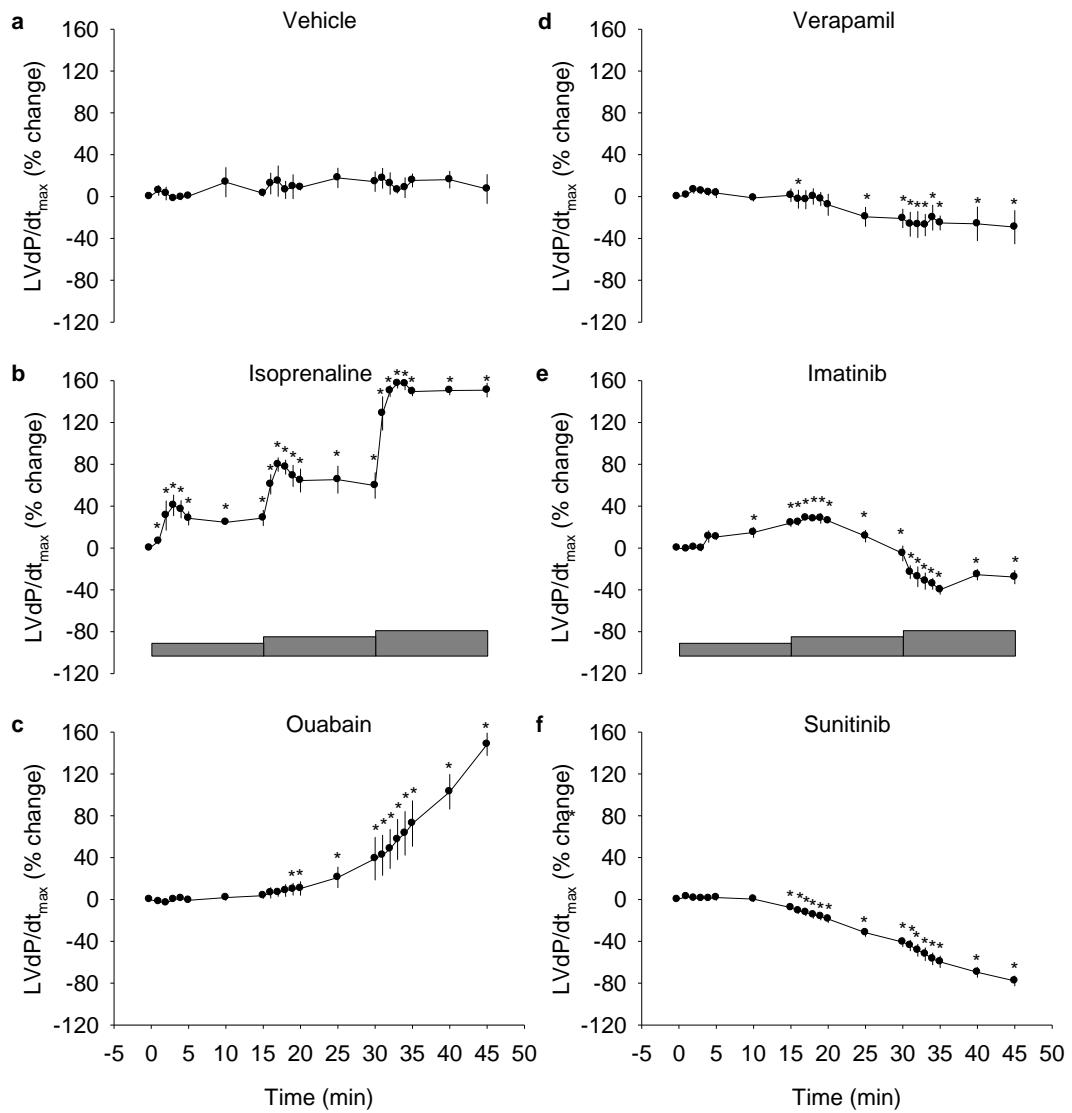 a
Vehicle
LVdP/dtmax (% change)
160
120
80
40
0
-40
-80
-120
d
Verapamil
LVdP/dtmax (% change)
160
120
80
40
0
-40
-80
-120
* * * * * * * * * *
b
Isoprenaline
LVdP/dtmax (% change)
160
120
80
40
0
-40
-80
-120
* * * * * * * * * * * * * * * * * * * * * *
e
Imatinib
LVdP/dtmax (% change)
160
120
80
40
0
-40
-80
-120
* * * * * * * * * * * * * * * *
c
Ouabain
LVdP/dtmax (% change)
160
120
80
40
0
-40
-80
-120
* * * * * * * * * * *
-5 0 5 10 15 20 25 30 35 40 45 50
Time (min)
f
Sunitinib
LVdP/dtmax (% change)
*
160
120
80
40
0
-40
-80
-120
* * * * * * * * * * * * * * *
-5 0 5 10 15 20 25 30 35 40 45 50
Time (min)